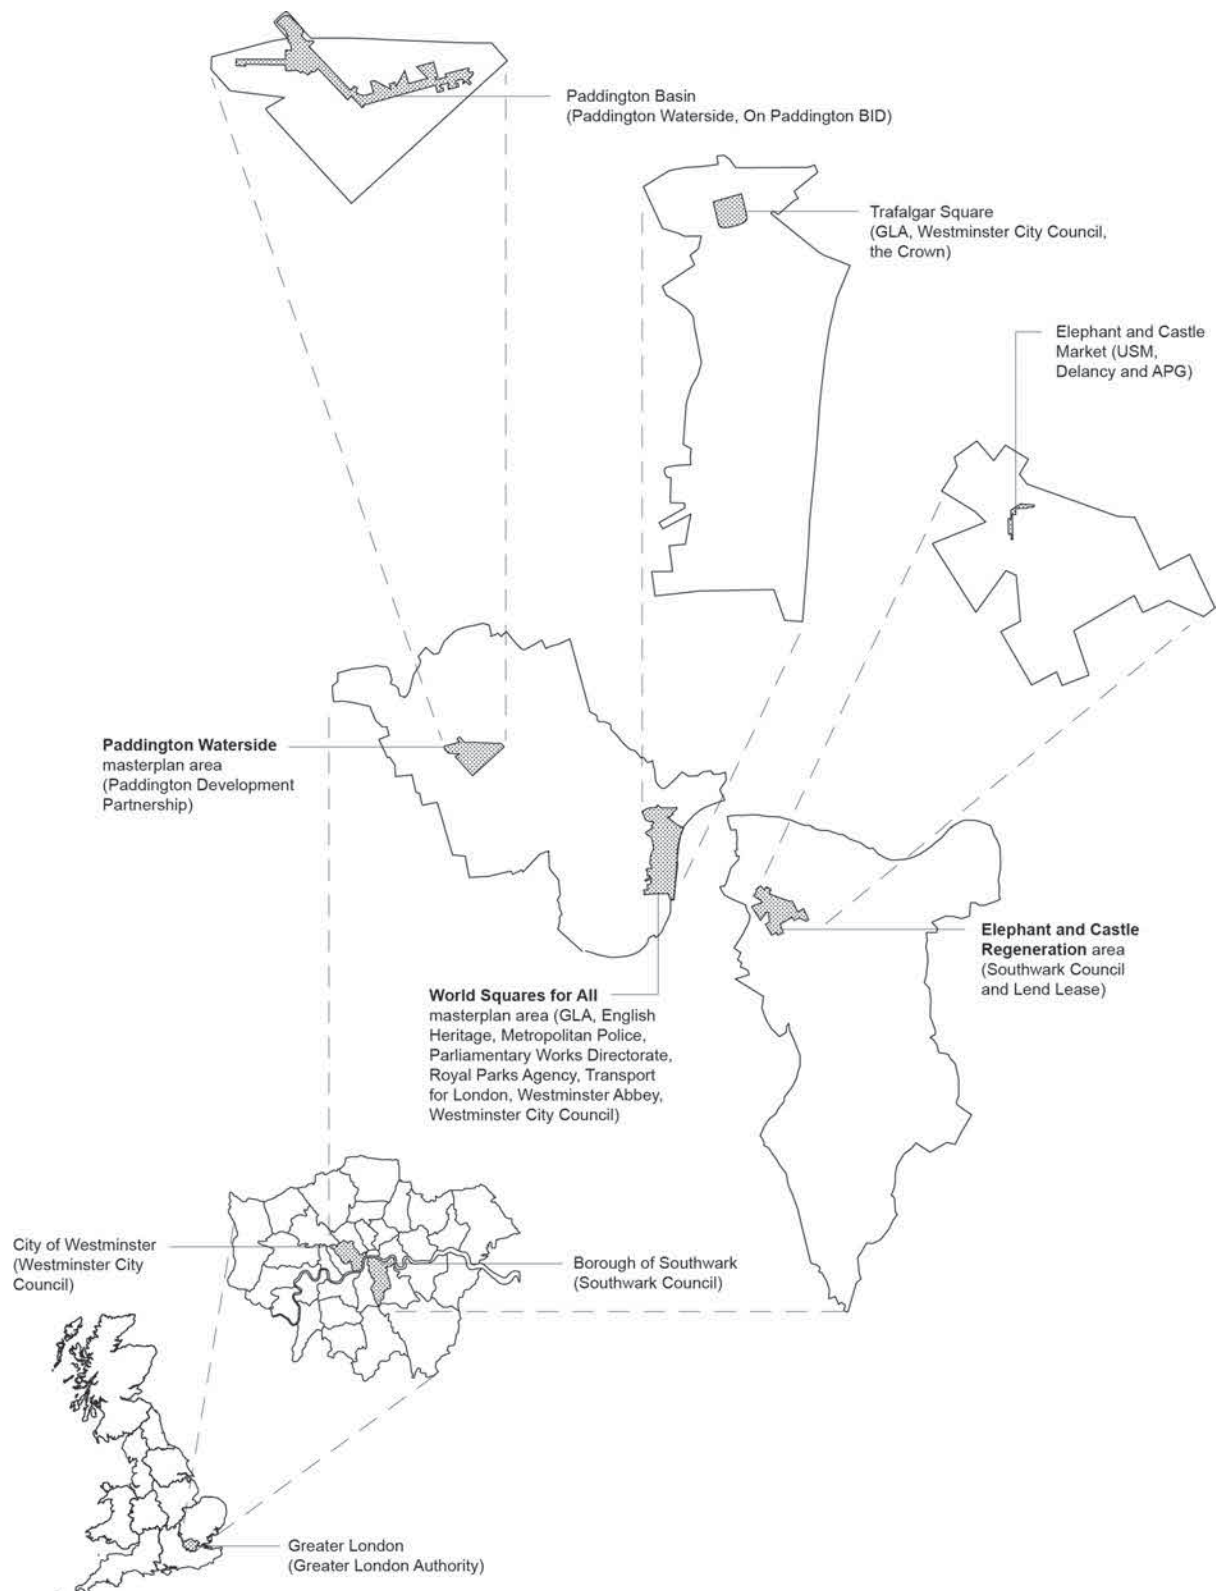 Paddington Basin
(Paddington Waterside, On Paddington BID)
Trafalgar Square
(GLA, Westminster City Council,
the Crown)
Elephant and Castle
Market (USM,
Delancy and APG)
Paddington Waterside
masterplan area
(Paddington Development
Partnership)
Elephant and Castle
Regeneration area
(Southwark Council
and Lend Lease)
World Squares for All
masterplan area (GLA, English
Heritage, Metropolitan Police,
Parliamentary Works Directorate,
Royal Parks Agency, Transport
for London, Westminster Abbey,
Westminster City Council)
City of Westminster
(Westminster City
Council)
Borough of Southwark
(Southwark Council)
Greater London
(Greater London Authority)